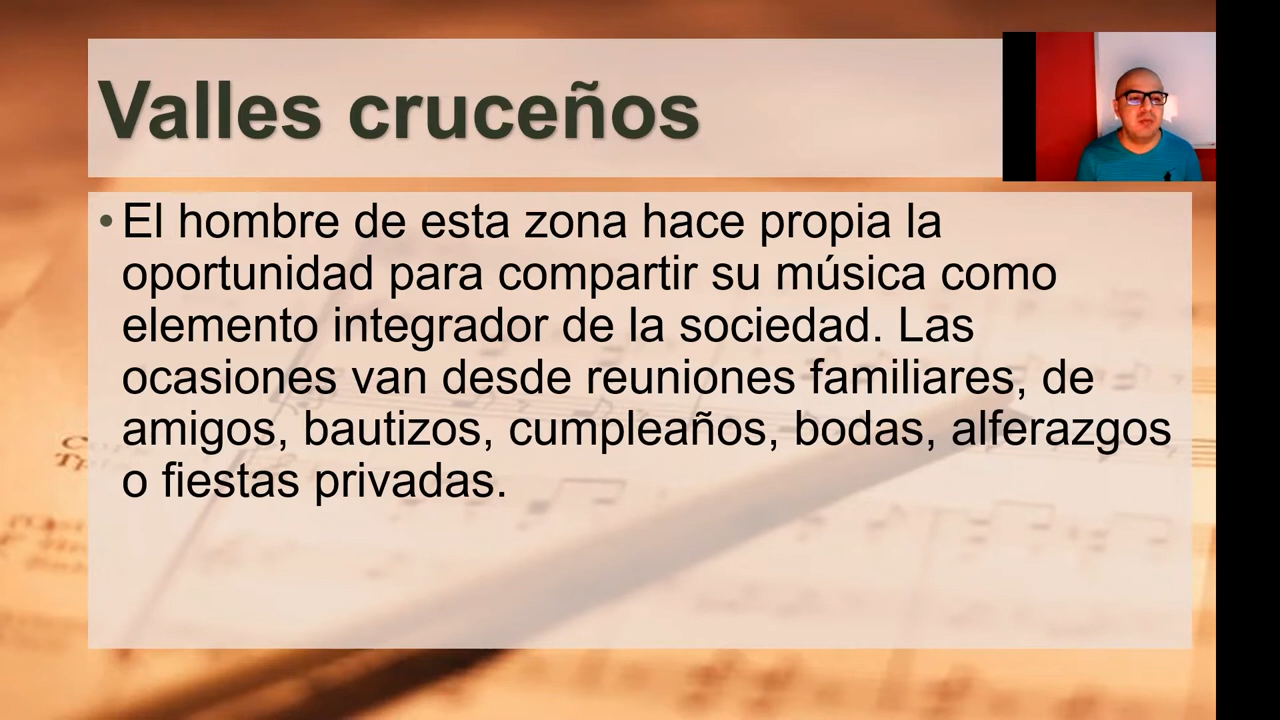 Valles cruceños
• El hombre de esta zona hace propia la
oportunidad para compartir su música como
elemento integrador de la sociedad. Las
ocasiones van desde reuniones familiares, de
amigos, bautizos, cumpleaños, bodas, alferazgos
o fiestas privadas.